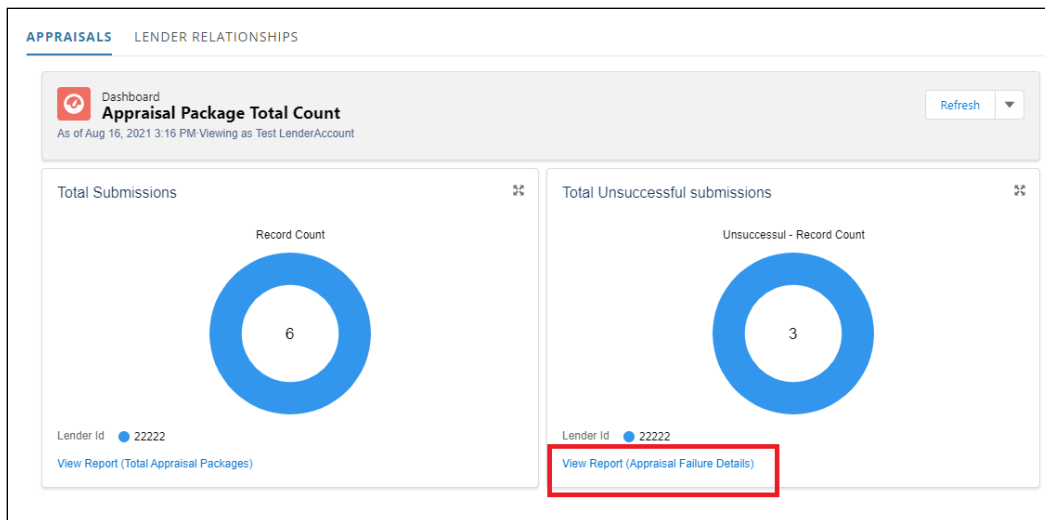 APPRAISALS LENDER RELATIONSHIPS
Dashboard
Appraisal Package Total Count
As of Aug 16, 2021 3:16 PM·Viewing as Test LenderAccount
Refresh
Total Submissions
Record Count
6
Lender Id 22222
View Report (Total Appraisal Packages)
Total Unsuccessful submissions
Unsuccesul - Record Count
3
Lender Id 22222
View Report (Appraisal Failure Details)